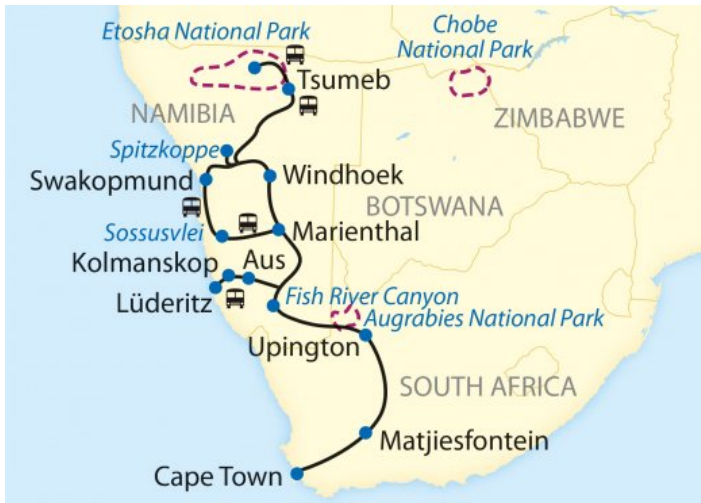 Etosha National Park
Chobe
National Park
Tsumeb
NAMIBIA
ZIMBABWE
Spitzkoppe
Swakopmund
Windhoek
BOTSWANA
Sossusvlei
Marienthal
Kolmanskop
Aus
Lüderitz
Fish River Canyon
Augrabies National Park
Upington
SOUTH AFRICA
Matjiesfontein
Cape Town